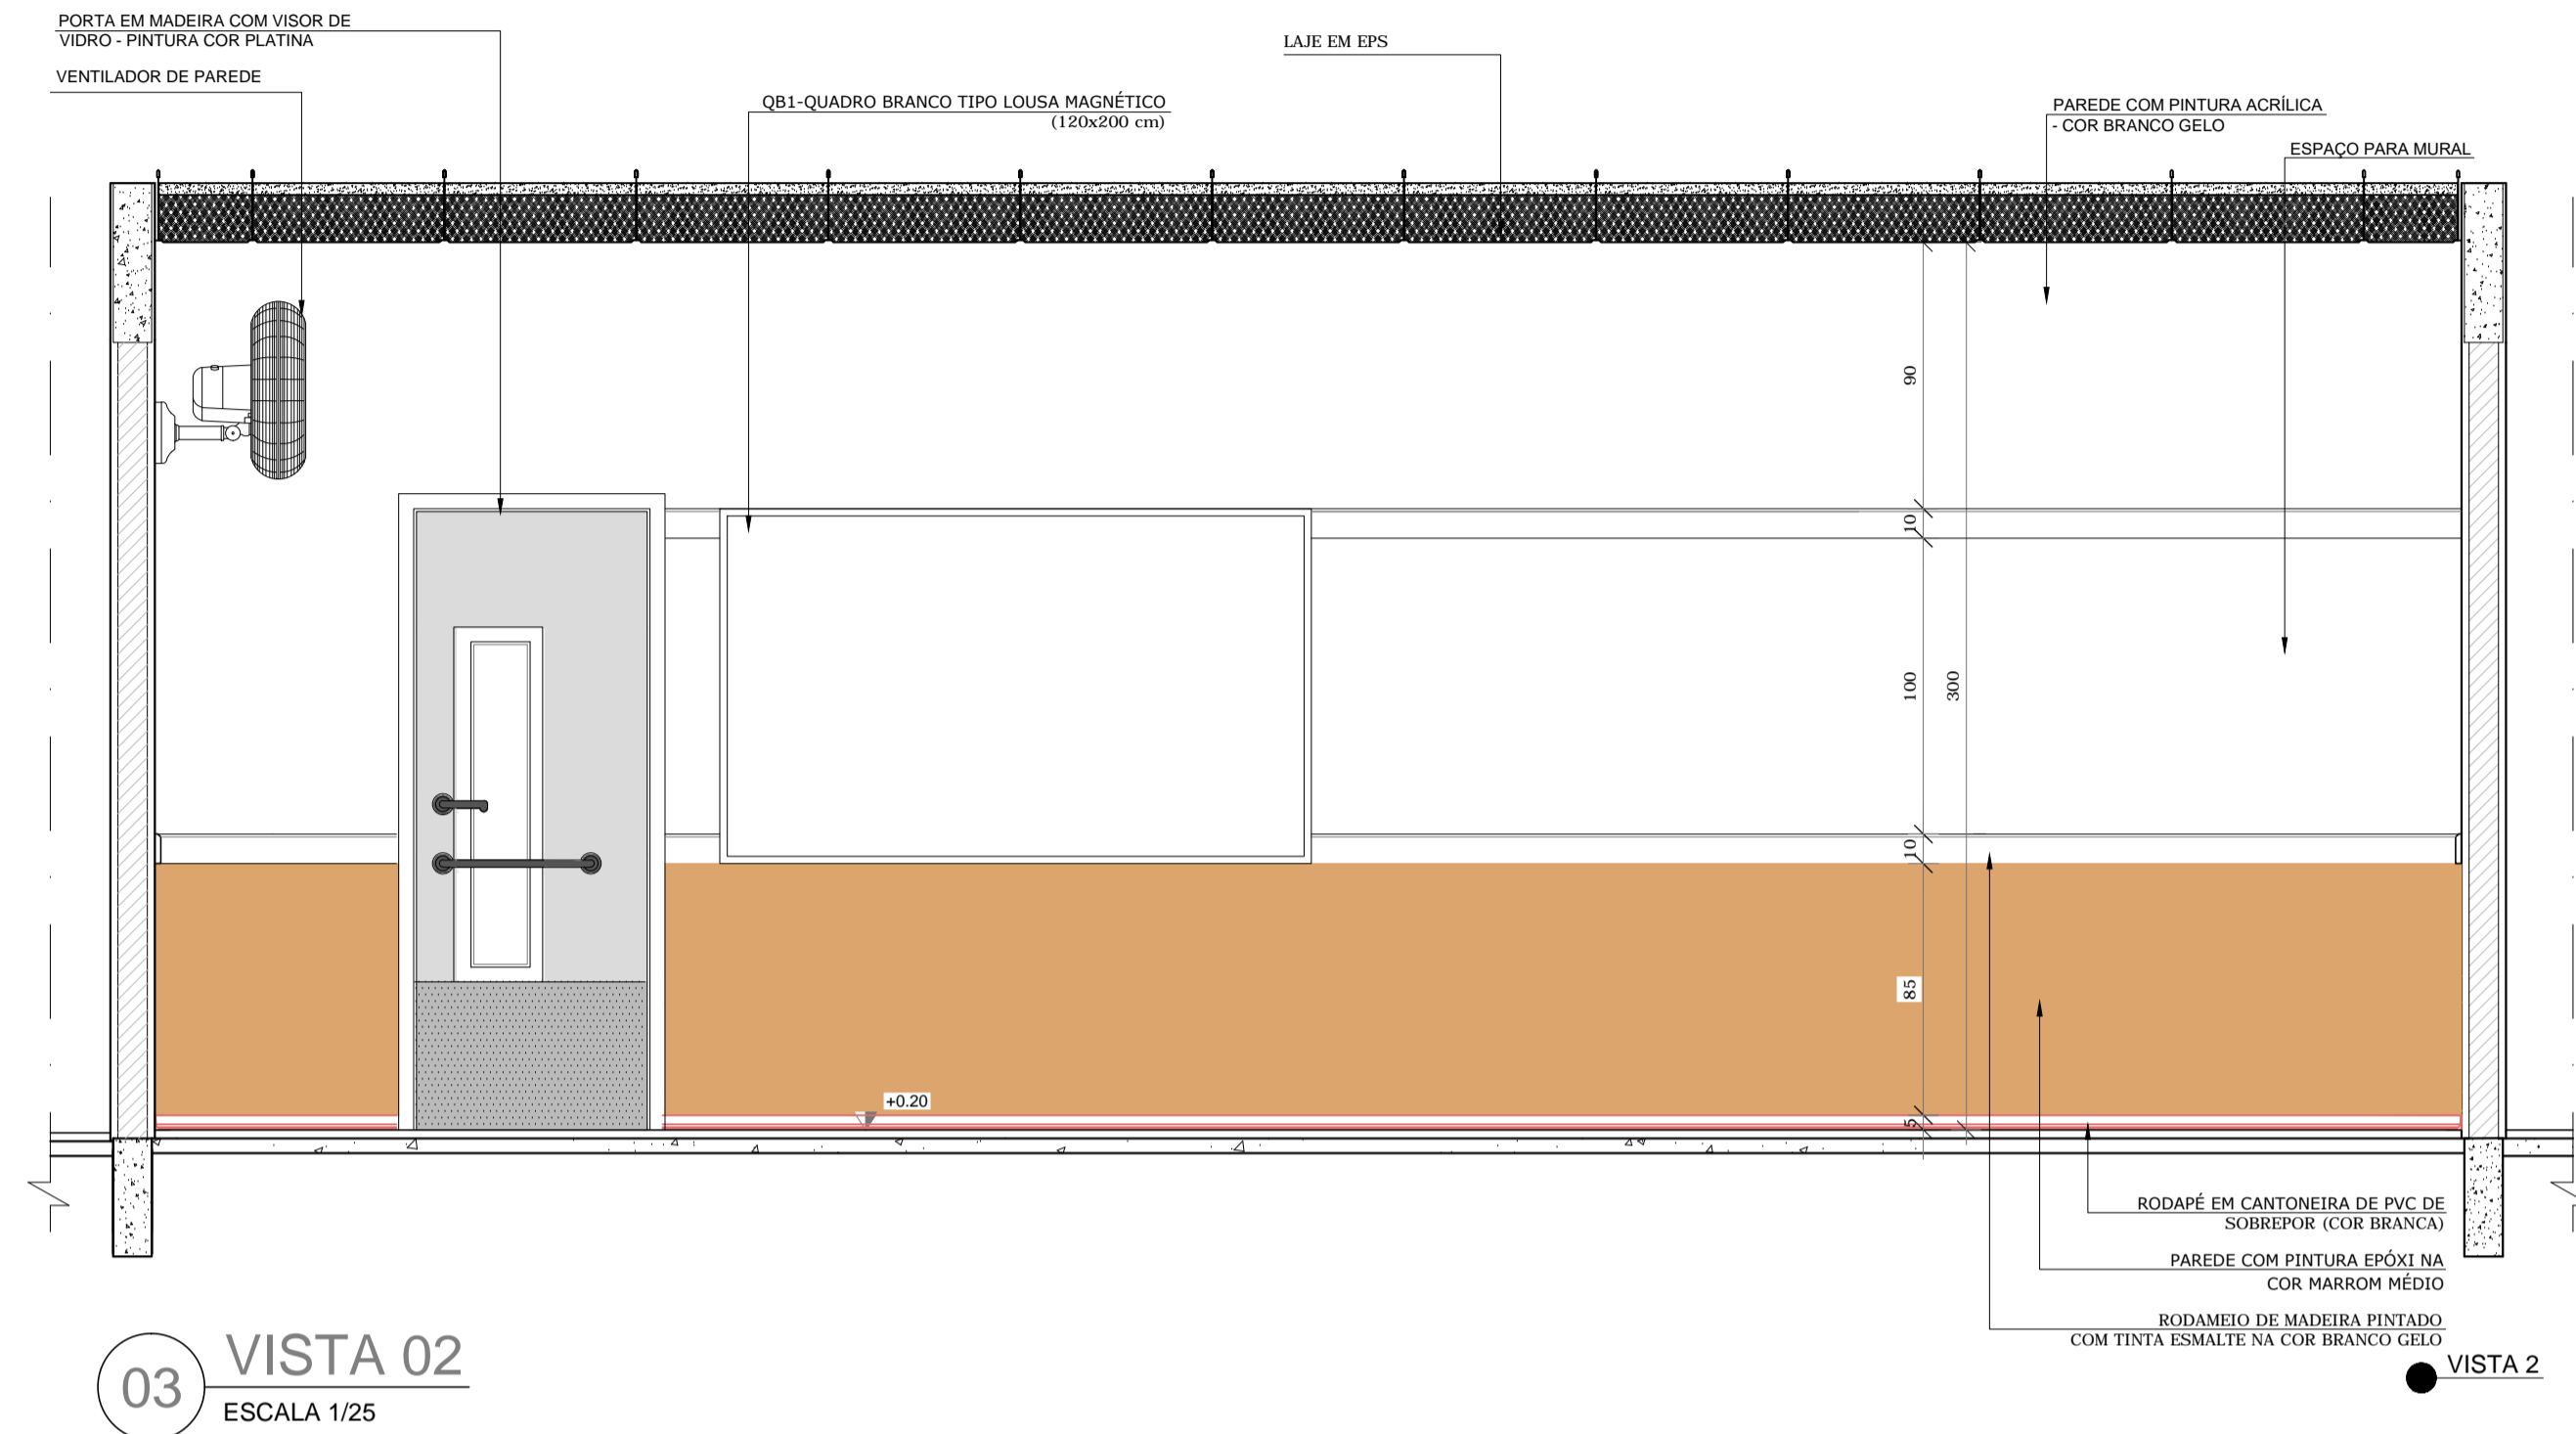 PORTA EM MADEIRA COM VISOR DE
VIDRO - PINTURA COR PLATINA
VENTILADOR DE PAREDE
LAJE EM EPS
QB1-QUADRO BRANCO TIPO LOUSA MAGNÉTICO
(120x200 cm)
PAREDE COM PINTURA ACRÍLICA
- COR BRANCO GELO
ESPAÇO PARA MURAL
90
10
100
300
10
85
+0.20
5
RODAPÉ EM CANTONEIRA DE PVC DE
SOBREPOR (COR BRANCA)
PAREDE COM PINTURA EPÓXI NA
COR MARROM MÉDIO
RODAMEIO DE MADEIRA PINTADO
COM TINTA ESMALTE NA COR BRANCO GELO
03
VISTA 02
ESCALA 1/25
VISTA 2